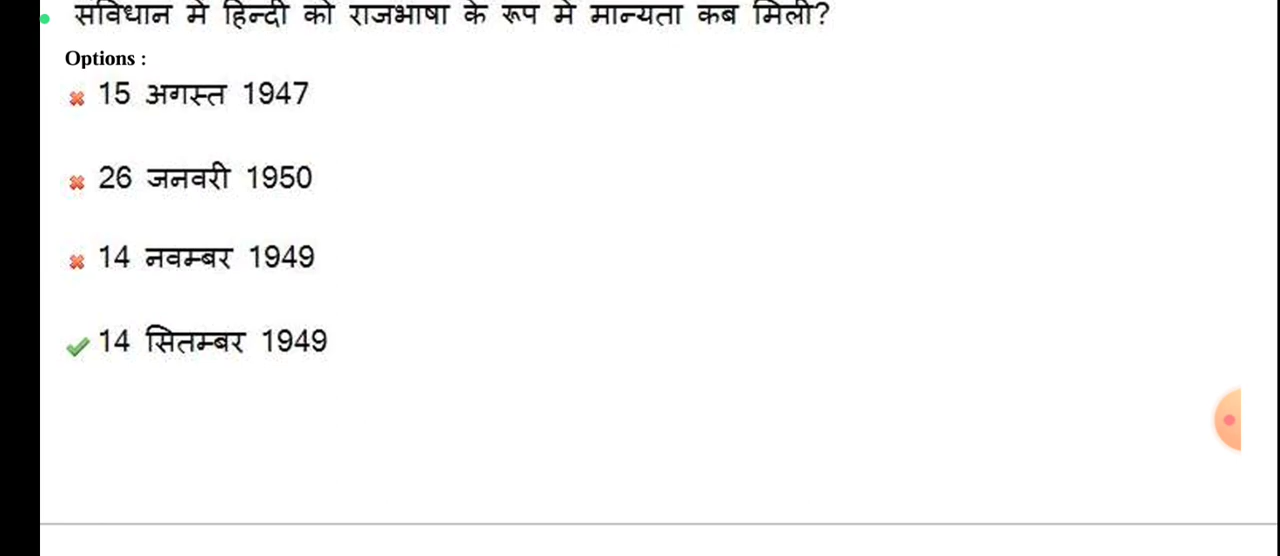 संविधान में हिन्दी को राजभाषा के रूप में मान्यता कब मिली?
Options :
15 अगस्त 1947
26 जनवरी 1950
14 नवम्बर 1949
14 सितम्बर 1949